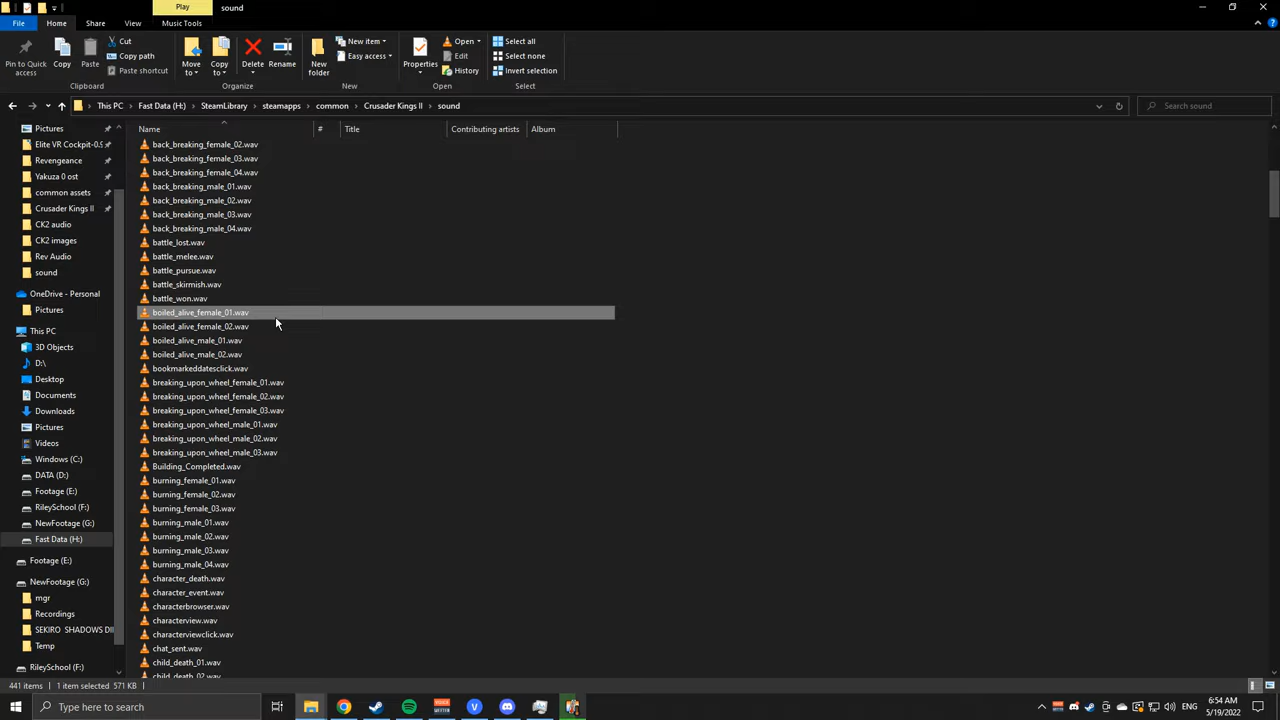 Play
sound
File
Home
Share
View
Music Tools
Pin to Quick access
Copy
Paste
Cut
Copy path
Paste shortcut
Clipboard
Move to
Copy to
Delete
Rename
Organize
New folder
New item
Easy access
New
Properties
Open
Edit
History
Open
Select all
Select none
Invert selection
Select
This PC
Fast Data (H:)
SteamLibrary
steamapps
common
Crusader Kings II
sound
Search sound
Name
#
Title
Contributing artists
Album
Pictures
Elite VR Cockpit-0.9
Revengeance
Yakuza 0 ost
common assets
Crusader Kings II
CK2 audio
CK2 images
Rev Audio
sound
OneDrive - Personal
Pictures
This PC
3D Objects
D:\
Desktop
Documents
Downloads
Pictures
Videos
Windows (C:)
DATA (D:)
Footage (E:)
RileySchool (F:)
NewFootage (G:)
Fast Data (H:)
Footage (E:)
NewFootage (G:)
mgr
Recordings
SEKIRO SHADOWS DI
Temp
RileySchool (F:)
back_breaking_female_02.wav
back_breaking_female_03.wav
back_breaking_female_04.wav
back_breaking_male_01.wav
back_breaking_male_02.wav
back_breaking_male_03.wav
back_breaking_male_04.wav
battle_lost.wav
battle_melee.wav
battle_pursue.wav
battle_skirmish.wav
battle_won.wav
boiled_alive_female_01.wav
boiled_alive_female_02.wav
boiled_alive_male_01.wav
boiled_alive_male_02.wav
bookmarkeddatesclick.wav
breaking_upon_wheel_female_01.wav
breaking_upon_wheel_female_02.wav
breaking_upon_wheel_female_03.wav
breaking_upon_wheel_male_01.wav
breaking_upon_wheel_male_02.wav
breaking_upon_wheel_male_03.wav
Building_Completed.wav
burning_female_01.wav
burning_female_02.wav
burning_female_03.wav
burning_male_01.wav
burning_male_02.wav
burning_male_03.wav
burning_male_04.wav
character_death.wav
character_event.wav
characterbrowser.wav
characterview.wav
characterviewclick.wav
chat_sent.wav
child_death_01.wav
child_death_02.wav
441 items
1 item selected 571 KB
Type here to search
ENG
6:54 AM
5/19/2022